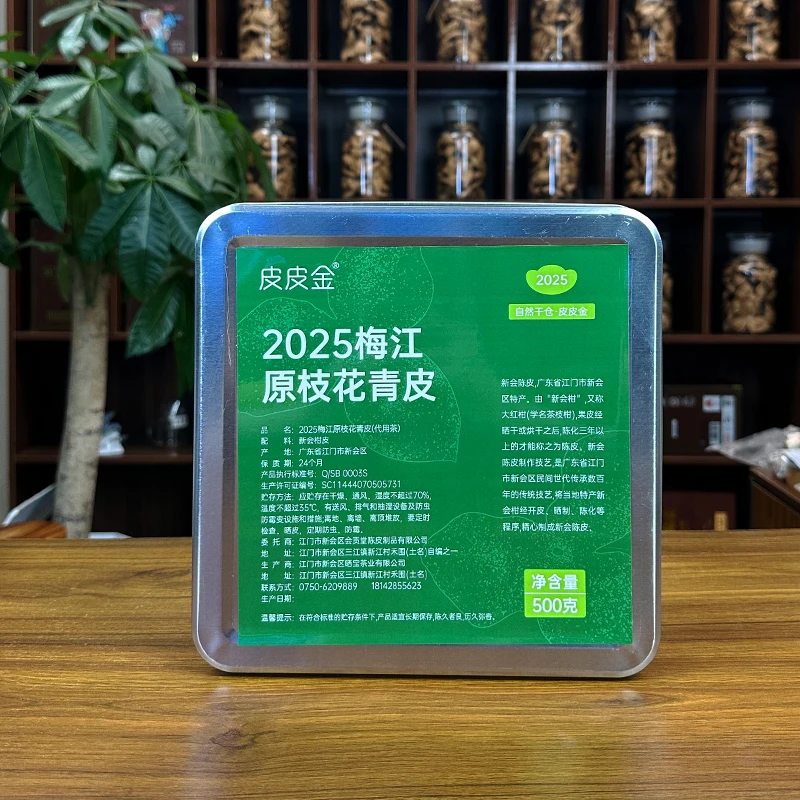 皮皮金®
2025
自然干仓·皮皮金
2025梅江
原枝花青皮
品 名: 2025梅江原枝花青皮(代用茶)
配 料: 新会柑皮
产 地: 广东省江门市新会区
保 质 期: 24个月
产品执行标准号: Q/SB 0003S
生产许可证编号: SC11444070505731
贮存方法: 应贮存在干燥、通风、湿度不超过70%,
温度不超过35℃、有送风、排气和抽湿设备及防虫
防霉变设施和措施;离地、离墙、离顶堆放, 要定时
检查、晒皮、定期防虫、防霉。
委 托 商: 江门市新会区会贡堂陈皮制品有限公司
地 址: 江门市新会区三江镇新江村禾围(土名)自编之一
生 产 商: 江门市新会区晒宝茶业有限公司
地 址: 江门市新会区三江镇新江村禾围(土名)
联系方式: 0750-6209889 18142855623
生产日期:
温馨提示: 在符合标准的贮存条件下,产品适宜长期保存,陈久者良,历久弥香。
新会陈皮,广东省江门市新会
区特产。由“新会柑”,又称
大红柑(学名茶枝柑),果皮经
晒干或烘干之后,陈化三年以
上的才能称之为陈皮。新会
陈皮制作技艺,是广东省江门
市新会区民间世代传承数百
年的传统技艺,将当地特产新
会柑经开皮、晒制、陈化等
程序,精心制成新会陈皮。
净含量
500克